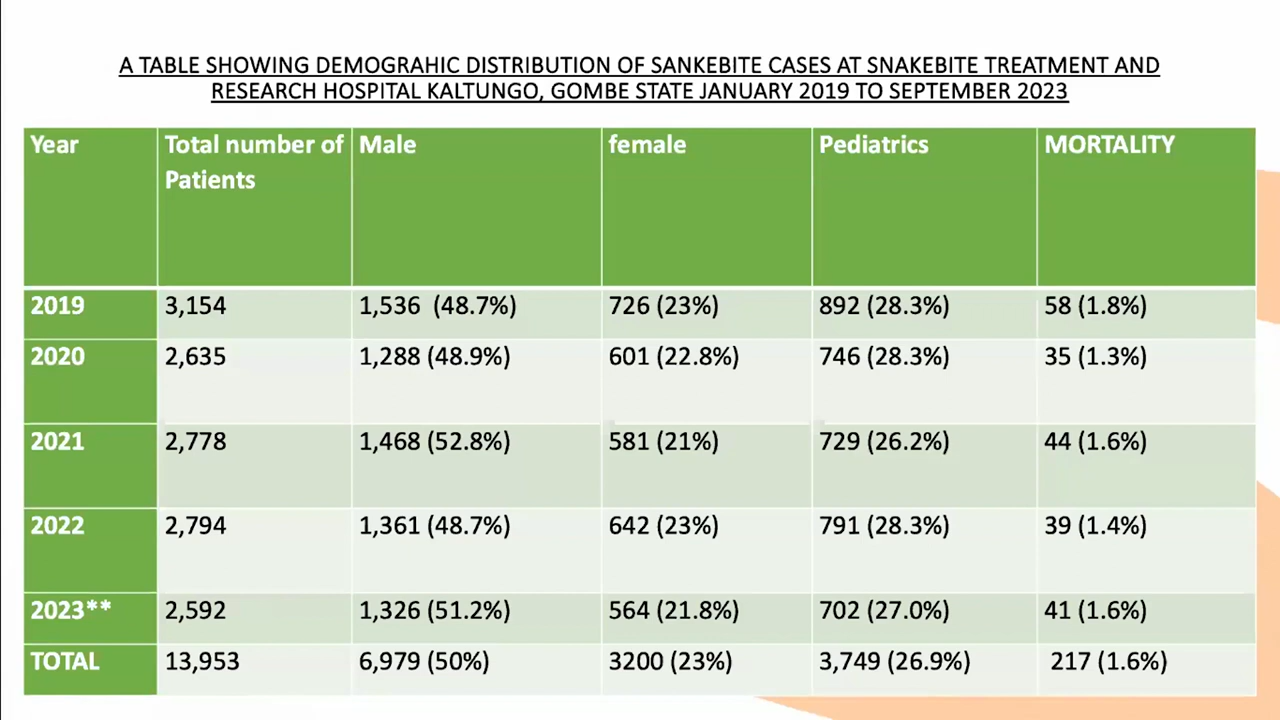 A TABLE SHOWING DEMOGRAHIC DISTRIBUTION OF SANKEBITE CASES AT SNAKEBITE TREATMENT AND
RESEARCH HOSPITAL KALTUNGO, GOMBE STATE JANUARY 2019 TO SEPTEMBER 2023
Year Total number of Patients Male female Pediatrics MORTALITY
2019 3,154 1,536 (48.7%) 726 (23%) 892 (28.3%) 58 (1.8%)
2020 2,635 1,288 (48.9%) 601 (22.8%) 746 (28.3%) 35 (1.3%)
2021 2,778 1,468 (52.8%) 581 (21%) 729 (26.2%) 44 (1.6%)
2022 2,794 1,361 (48.7%) 642 (23%) 791 (28.3%) 39 (1.4%)
2023** 2,592 1,326 (51.2%) 564 (21.8%) 702 (27.0%) 41 (1.6%)
TOTAL 13,953 6,979 (50%) 3200 (23%) 3,749 (26.9%) 217 (1.6%)